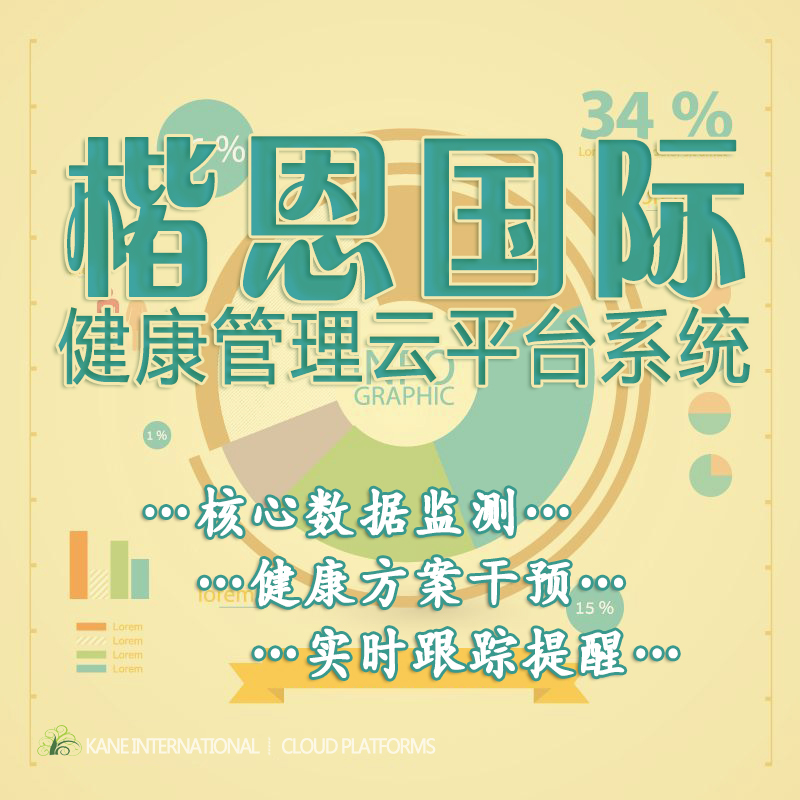 34 %
%
楷恩国际
健康管理云平台系统
GRAPHIC
1 %
…核心数据监测…
…健康方案干预…
lorem
15 %
…实时跟踪提醒…
Lorem
Lorem
Lorem
Lorem
KANE INTERNATIONAL | CLOUD PLATFORMS